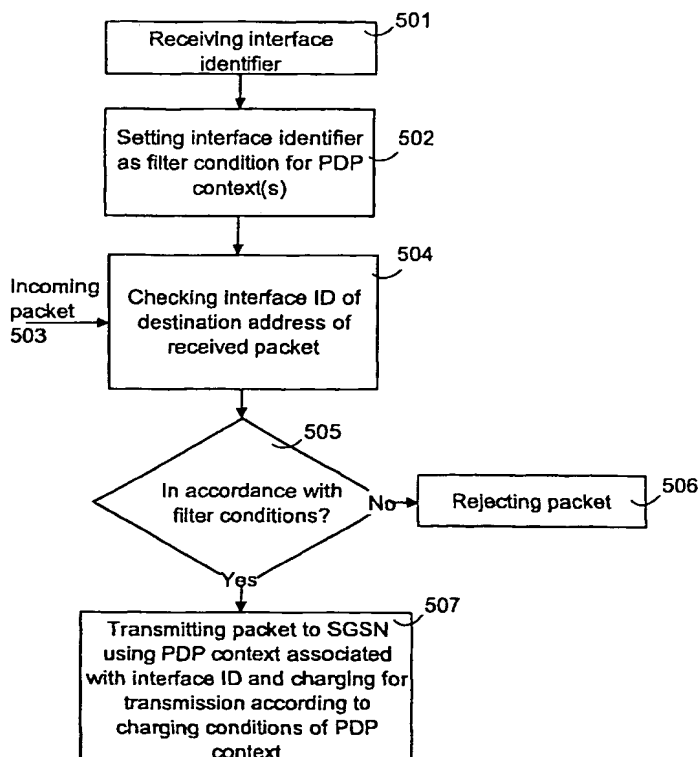 501
Receiving interface
identifier
502
Setting interface identifier
as filter condition for PDP
context(s)
504
Incoming
packet
503
Checking interface ID of
destination address of
received packet
505
In accordance with
filter conditions?
No
506
Rejecting packet
Yes
507
Transmitting packet to SGSN
using PDP context associated
with interface ID and charging for
transmission according to
charging conditions of PDP
context